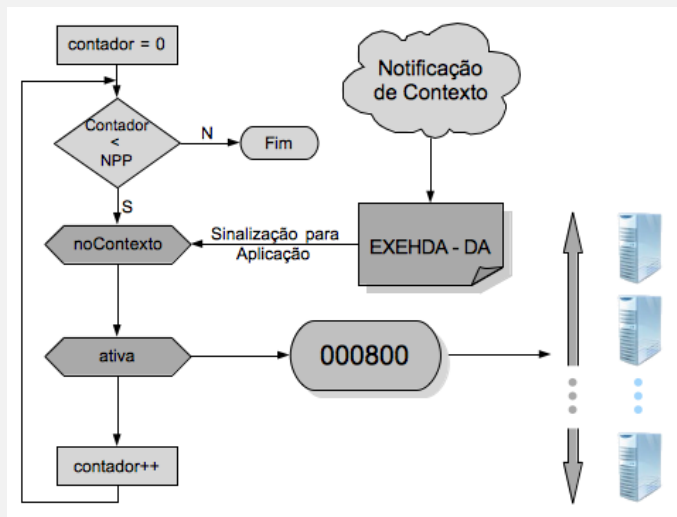 contador = 0
Notificação
de Contexto
Contador
<
NPP
N
Fim
S
noContexto
Sinalização para
Aplicação
EXEHDA - DA
ativa
000800
contador++